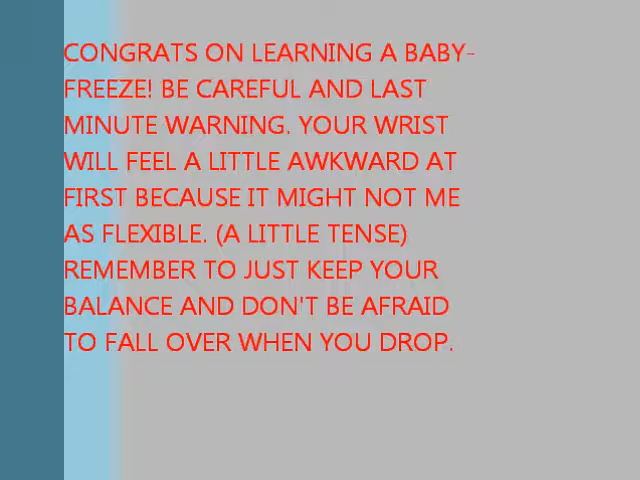 CONGRATS ON LEARNING A BABY-
FREEZE! BE CAREFUL AND LAST
MINUTE WARNING. YOUR WRIST
WILL FEEL A LITTLE AWKWARD AT
FIRST BECAUSE IT MIGHT NOT ME
AS FLEXIBLE. (A LITTLE TENSE)
REMEMBER TO JUST KEEP YOUR
BALANCE AND DON'T BE AFRAID
TO FALL OVER WHEN YOU DROP.